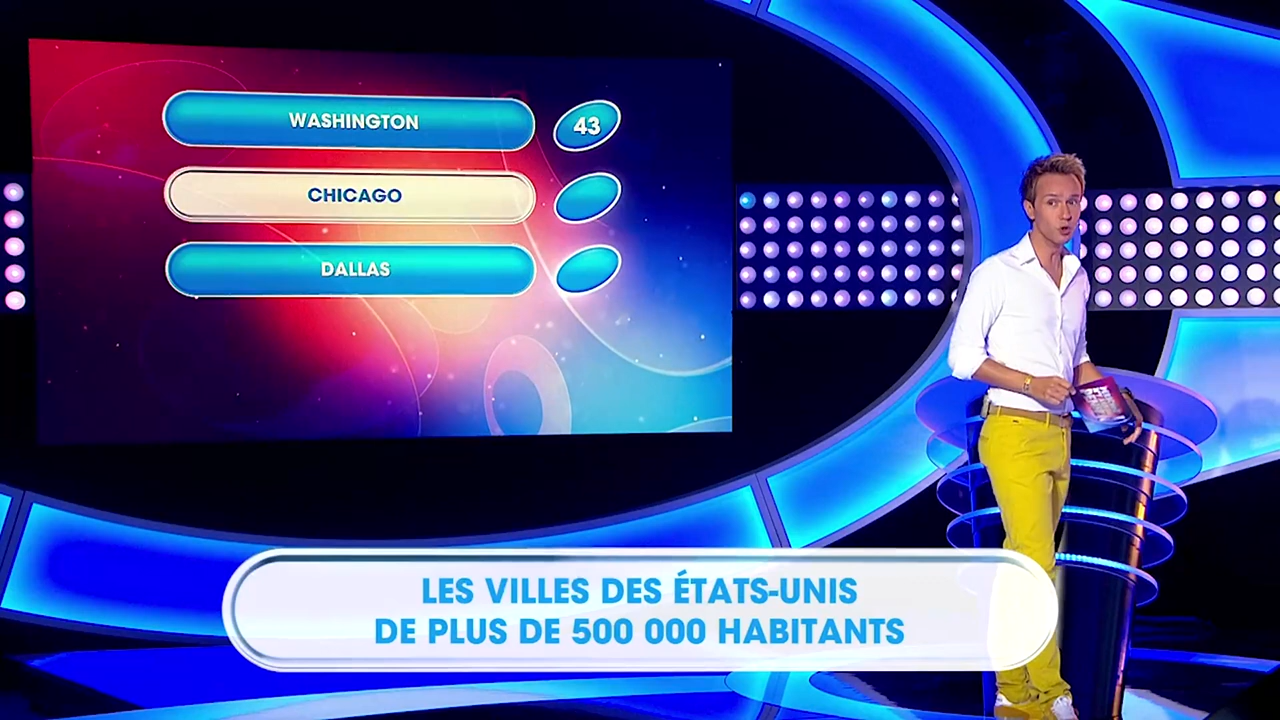 WASHINGTON
43
CHICAGO
DALLAS
LES VILLES DES ÉTATS-UNIS
DE PLUS DE 500 000 HABITANTS